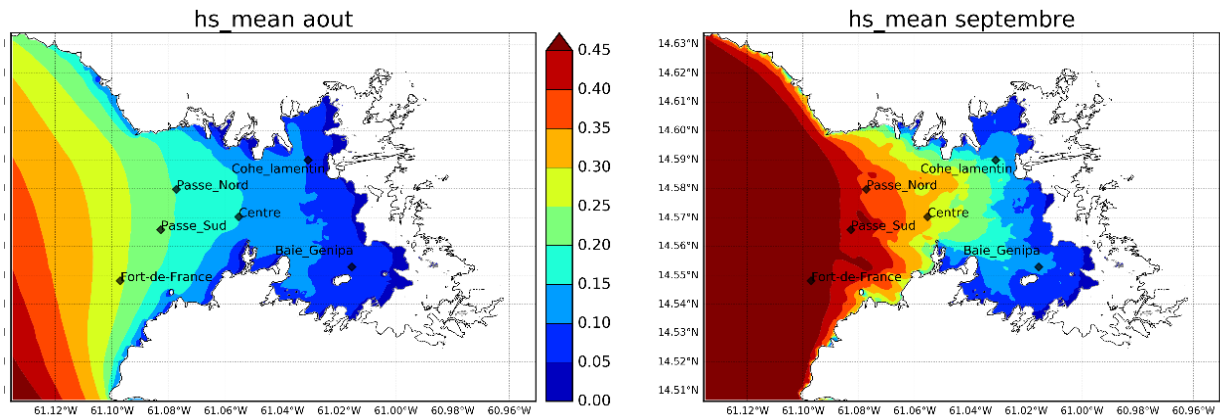 hs_mean aout
Cohe_lamentin
Passe_Nord
Centre
Passe_Sud
Baie_Genipa
Fort-de-France
61.12°W 61.10°W 61.08°W 61.06°W 61.04°W 61.02°W 61.00°W 60.98°W 60.96°W
0.45
0.40
0.35
0.30
0.25
0.20
0.15
0.10
0.05
0.00
hs_mean septembre
14.63°N
14.62°N
14.61°N
14.60°N
14.59°N
14.58°N
14.57°N
14.56°N
14.55°N
14.54°N
14.53°N
14.52°N
14.51°N
Cohe_lamentin
Passe_Nord
Centre
Passe_Sud
Baie_Genipa
Fort-de-France
61.12°W 61.10°W 61.08°W 61.06°W 61.04°W 61.02°W 61.00°W 60.98°W 60.96°W